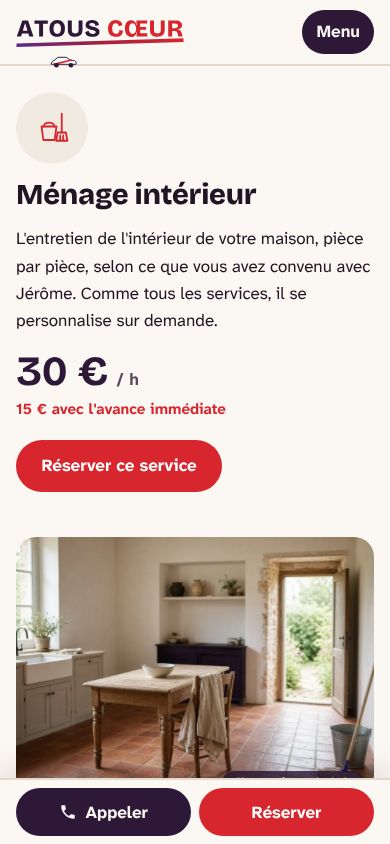 ATOUS CŒUR
Menu
Ménage intérieur
L'entretien de l'intérieur de votre maison, pièce
par pièce, selon ce que vous avez convenu avec
Jérôme. Comme tous les services, il se
personnalise sur demande.
30 € / h
15 € avec l'avance immédiate
Réserver ce service
Appeler
Réserver